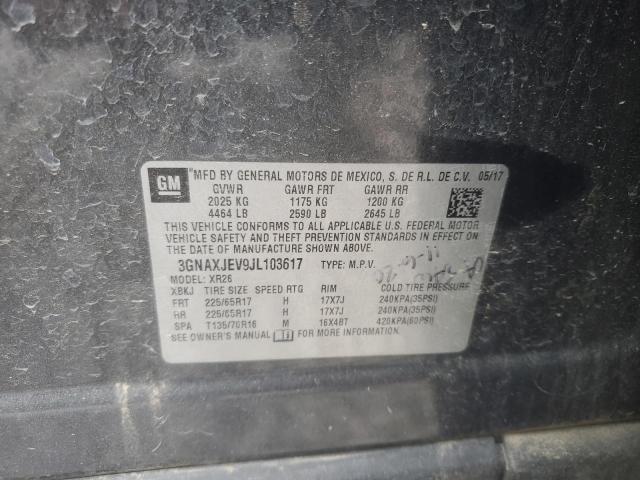 GM
MFD BY GENERAL MOTORS DE MEXICO, S. DE R.L. DE C.V. 05/17
GVWR GAWR FRT GAWR RR
2025 KG 1175 KG 1200 KG
4464 LB 2590 LB 2645 LB
THIS VEHICLE CONFORMS TO ALL APPLICABLE U.S. FEDERAL MOTOR
VEHICLE SAFETY, BUMPER, AND THEFT PREVENTION STANDARDS IN
EFFECT ON THE DATE OF MANUFACTURE SHOWN ABOVE.
3GNAXJEV9JL103617 TYPE: M.P.V.
MODEL: XR26
XBKJ TIRE SIZE SPEED RTG RIM COLD TIRE PRESSURE
FRT 225/65R17 H 17X7J 240KPA(35PSI)
RR 225/65R17 H 17X7J 240KPA(35PSI)
SPA T135/70R16 M 16X4BT 420KPA(60PSI)
SEE OWNER'S MANUAL FOR MORE INFORMATION.